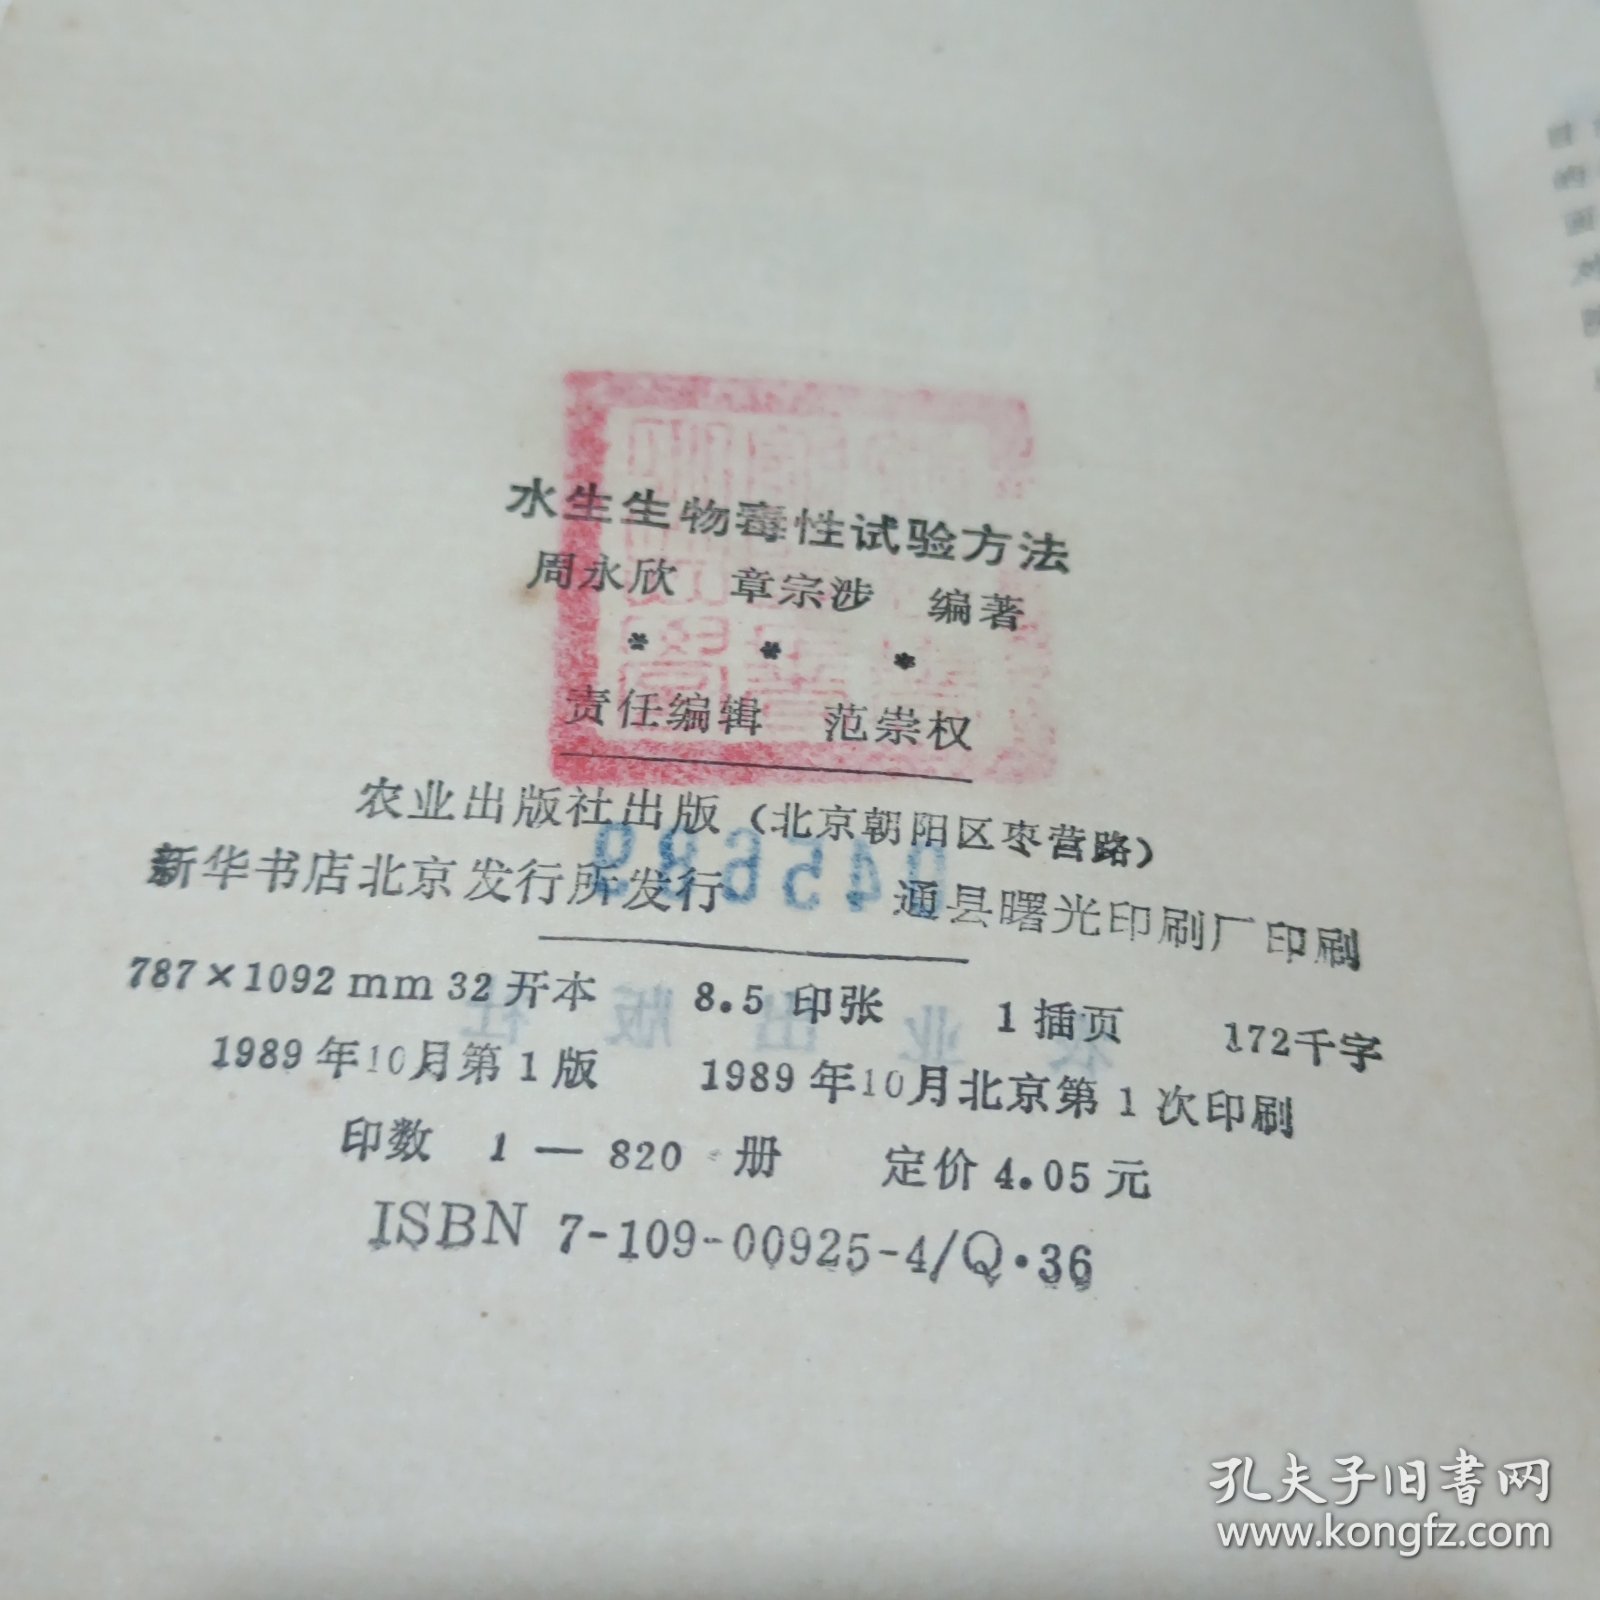 水生生物毒性试验方法
周永欣 章宗涉 编著
* * *
责任编辑 范崇权
农业出版社出版（北京朝阳区枣营路）
新华书店北京发行所发行 通县曙光印刷厂印刷
787×1092 mm 32开本 8.5 印张 1 插页 172千字
1989年10月第1版 1989年10月北京第1次印刷
印数 1—820 册 定价 4.05 元
ISBN 7-109-00925-4/Q·36
孔夫子旧书网
www.kongfz.com